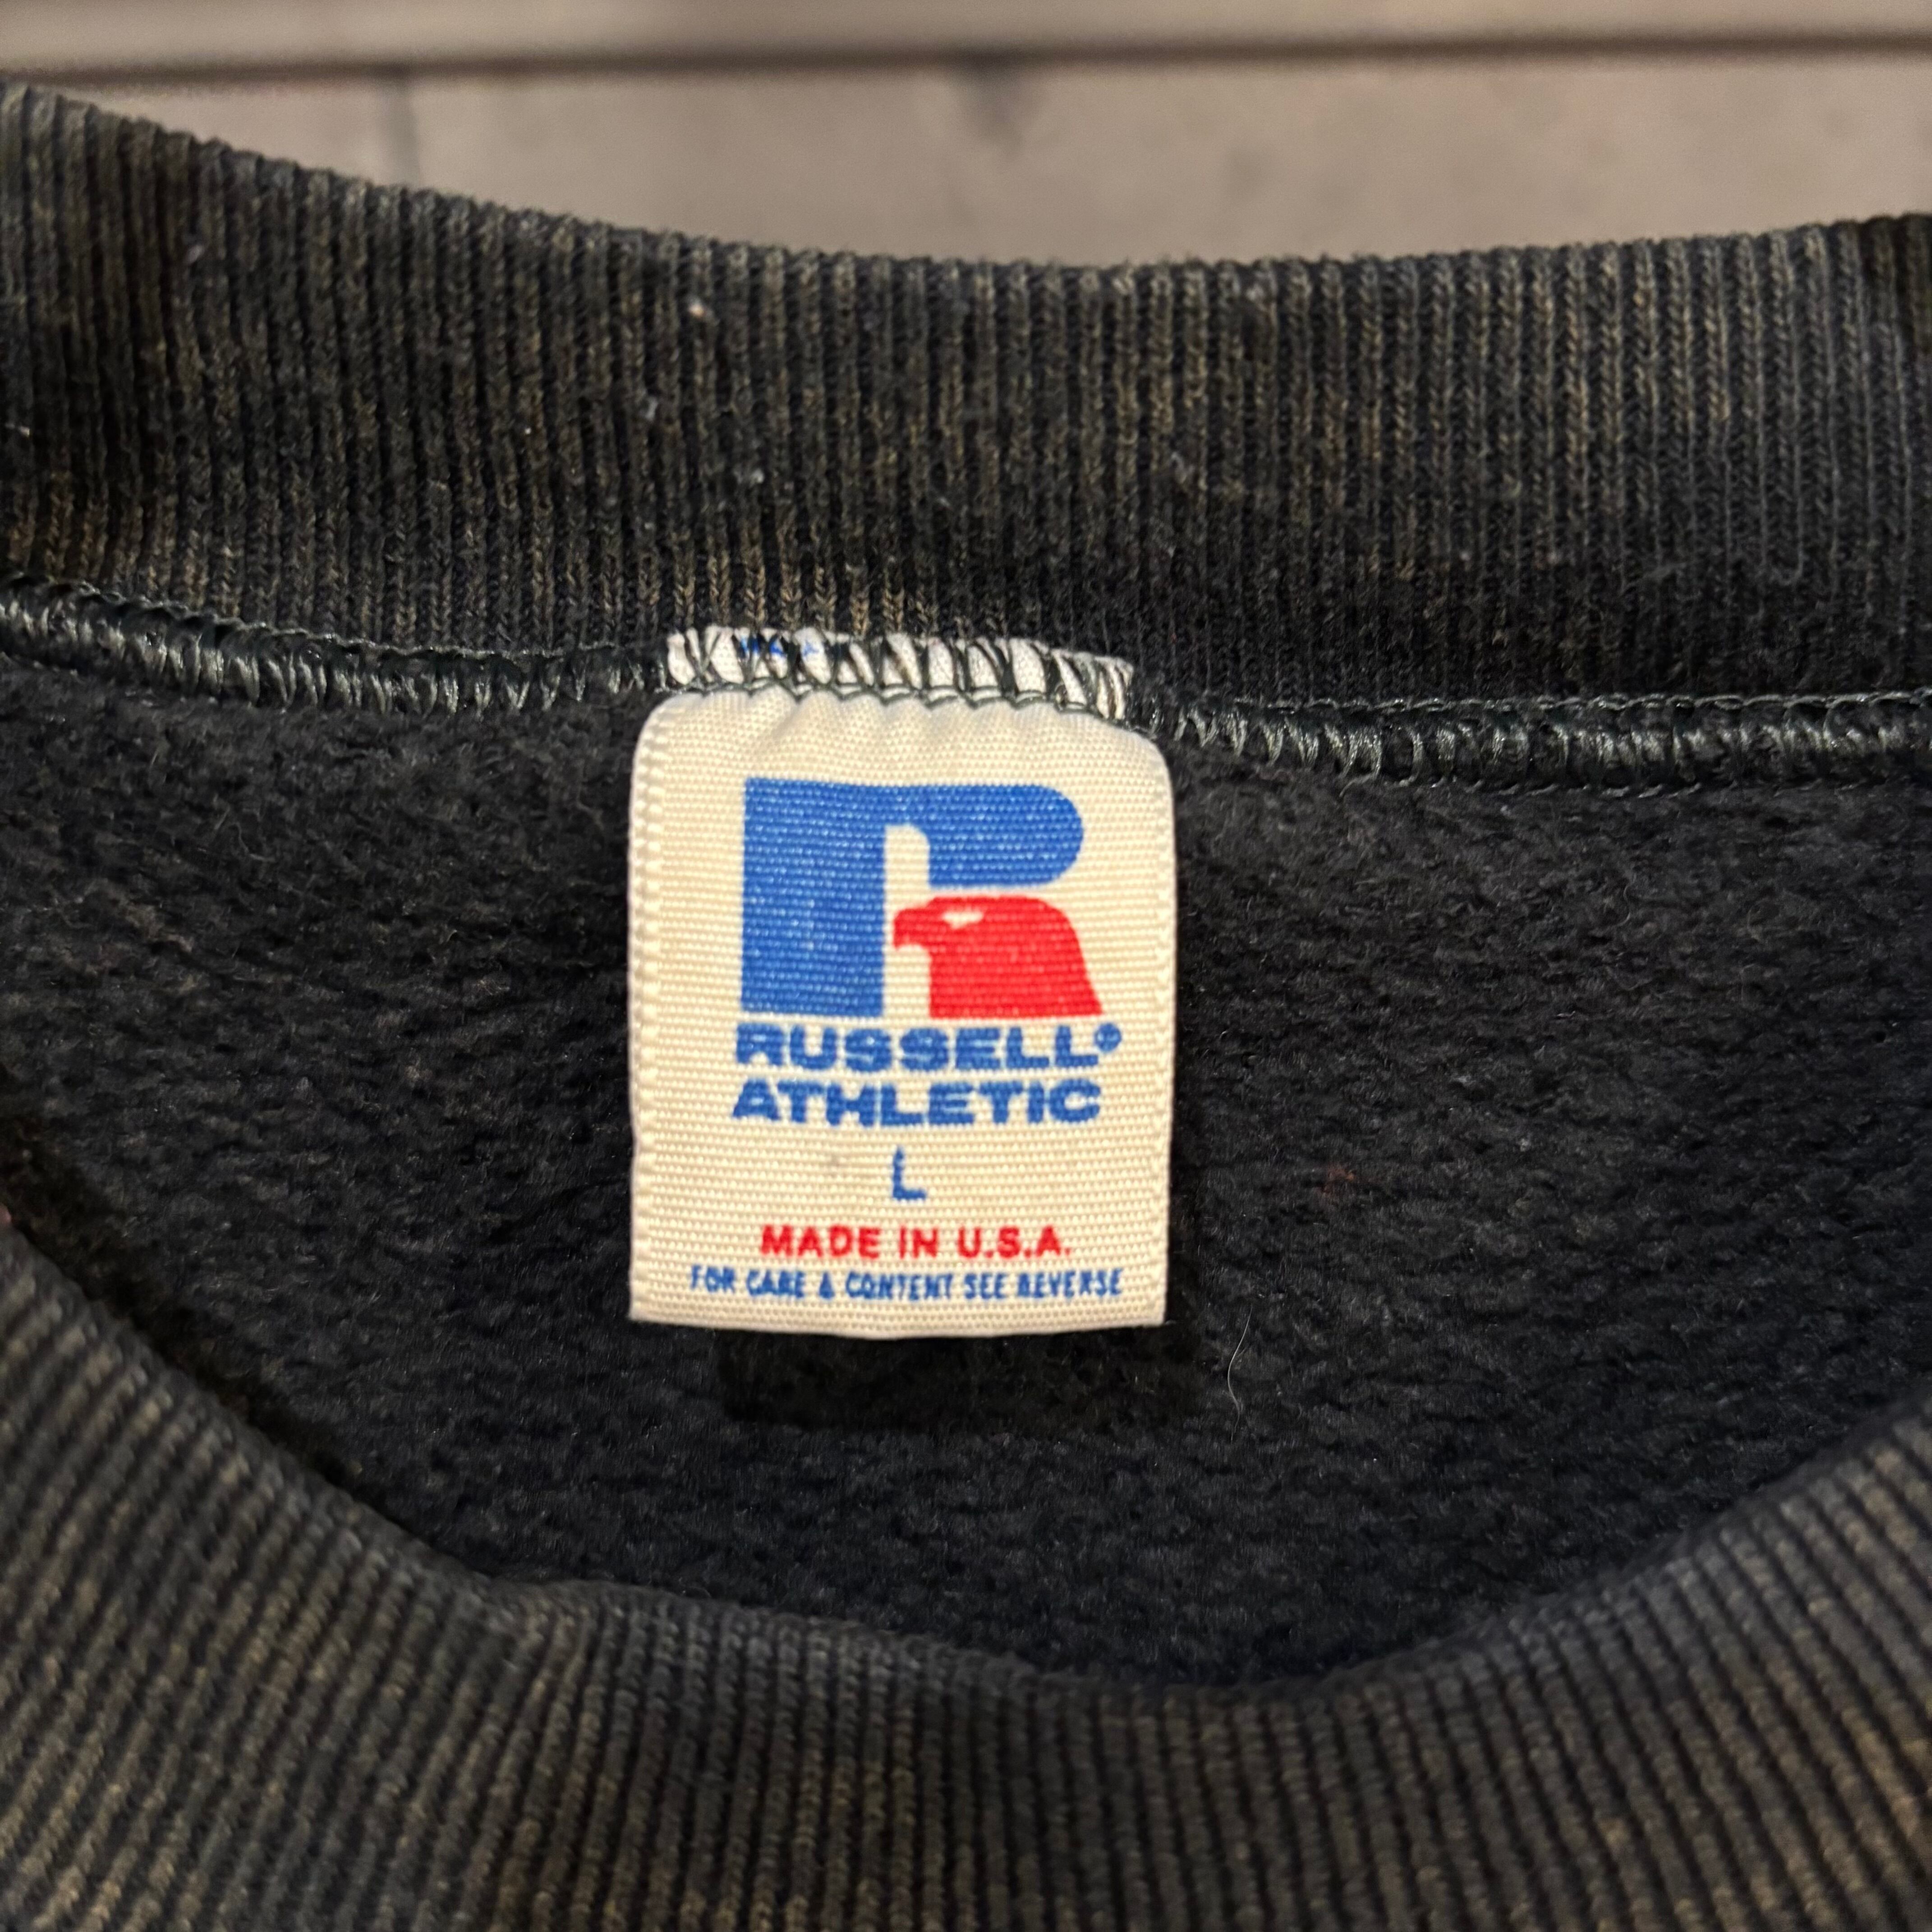 RUSSELL®
ATHLETIC
L
MADE IN U.S.A.
FOR CARE & CONTENT SEE REVERSE